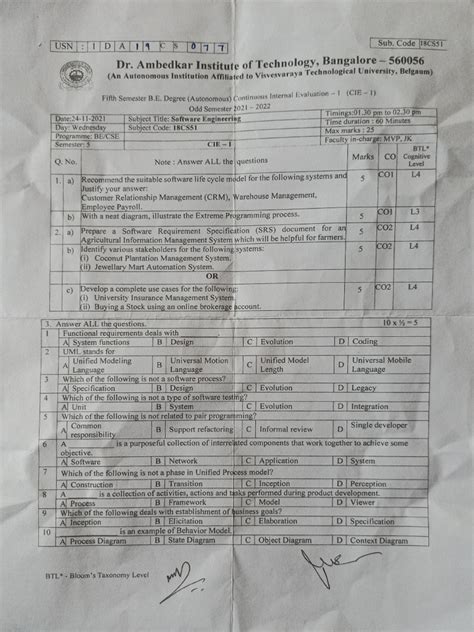 USN : 1 D A 1 9 C S 0 7 7
Sub. Code 18CS51
Dr. Ambedkar Institute of Technology, Bangalore – 560056
(An Autonomous Institution Affiliated to Visvesvaraya Technological University, Belgaum)
Fifth Semester B.E. Degree (Autonomous) Continuous Internal Evaluation – I (CIE – I)
Odd Semester 2021 – 2022
Date:24-11-2021 Subject Title: Software Engineering Timings:01.30 pm to 02.30 pm
Day: Wednesday Subject Code: 18CS51 Time duration : 60 Minutes
Programme: BE/CSE Max marks : 25
Semester: 5 CIE – I Faculty in-charge: MVP, JK
Q. No. Note : Answer ALL the questions Marks CO BTL* Cognitive Level
1. a) Recommend the suitable software life cycle model for the following systems and 5 CO1 L4
Justify your answer:
Customer Relationship Management (CRM), Warehouse Management,
Employee Payroll.
b) With a neat diagram, illustrate the Extreme Programming process. 5 CO1 L3
2. a) Prepare a Software Requirement Specification (SRS) document for an 5 CO2 L4
Agricultural Information Management System which will be helpful for farmers.
b) Identify various stakeholders for the following systems: 5 CO2 L4
(i) Coconut Plantation Management System.
(ii) Jewellary Mart Automation System.
OR
c) Develop a complete use cases for the following: 5 CO2 L4
(i) University Insurance Management System.
(ii) Buying a Stock using an online brokerage account.
3. Answer ALL the questions. 10 x ½ = 5
1 Functional requirements deals with
A System functions B Design C Evolution D Coding
2 UML stands for
A Unified Modeling Language B Universal Motion Language C Unified Model Length D Universal Mobile Language
3 Which of the following is not a software process?
A Specification B Design C Evolution D Legacy
4 Which of the following is not a type of software testing?
A Unit B System C Evolution D Integration
5 Which of the following is not related to pair programming?
A Common responsibility B Support refactoring C Informal review D Single developer
6 A ____ is a purposeful collection of interrelated components that work together to achieve some
objective.
A Software B Network C Application D System
7 Which of the following is not a phase in Unified Process model?
A Construction B Transition C Inception D Perception
8 A ____ is a collection of activities, actions and tasks performed during product development.
A Process B Framework C Model D Viewer
9 Which of the following deals with establishment of business goals?
A Inception B Elicitation C Elaboration D Specification
10 ____ is an example of Behavior Model.
A Process Diagram B State Diagram C Object Diagram D Context Diagram
BTL* - Bloom's Taxonomy Level